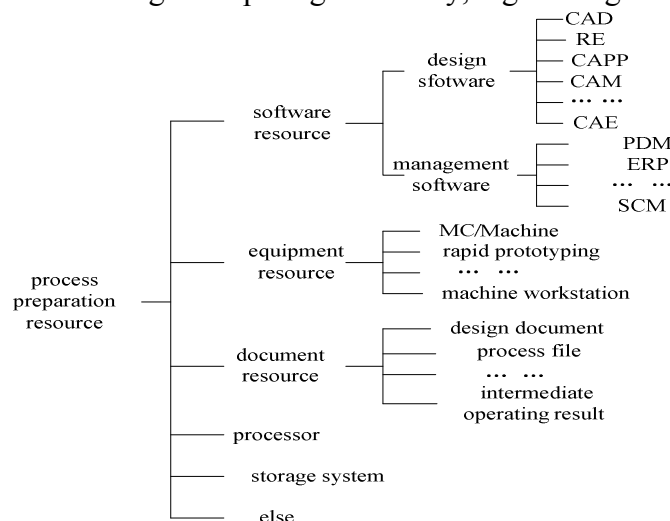 CAD
RE
design
sfotware
CAPP
CAM
... ...
CAE
software
resource
PDM
management
software
ERP
... ...
SCM
equipment
resource
MC/Machine
rapid prototyping
... ...
machine workstation
process
preparation
resource
document
resource
design document
process file
... ...
intermediate
operating result
processor
storage system
else